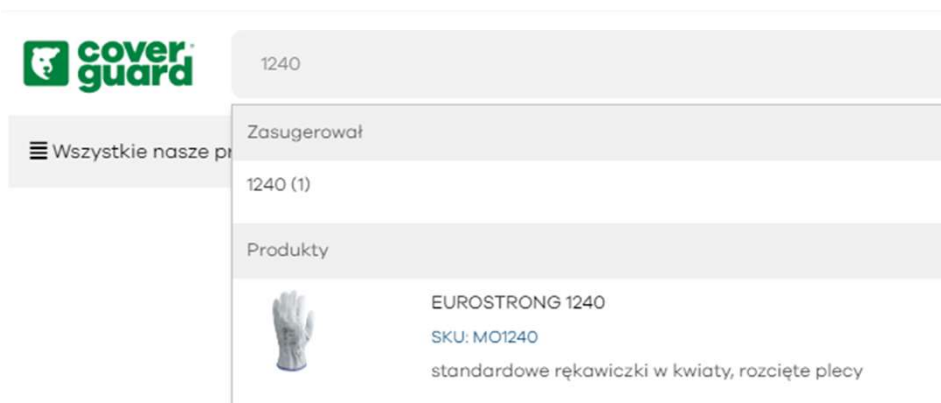 cover
guard
1240
Zasugerował
Wszystkie nasze pr
1240 (1)
Produkty
EUROSTRONG 1240
SKU: MO1240
standardowe rękawiczki w kwiaty, rozcięte plecy